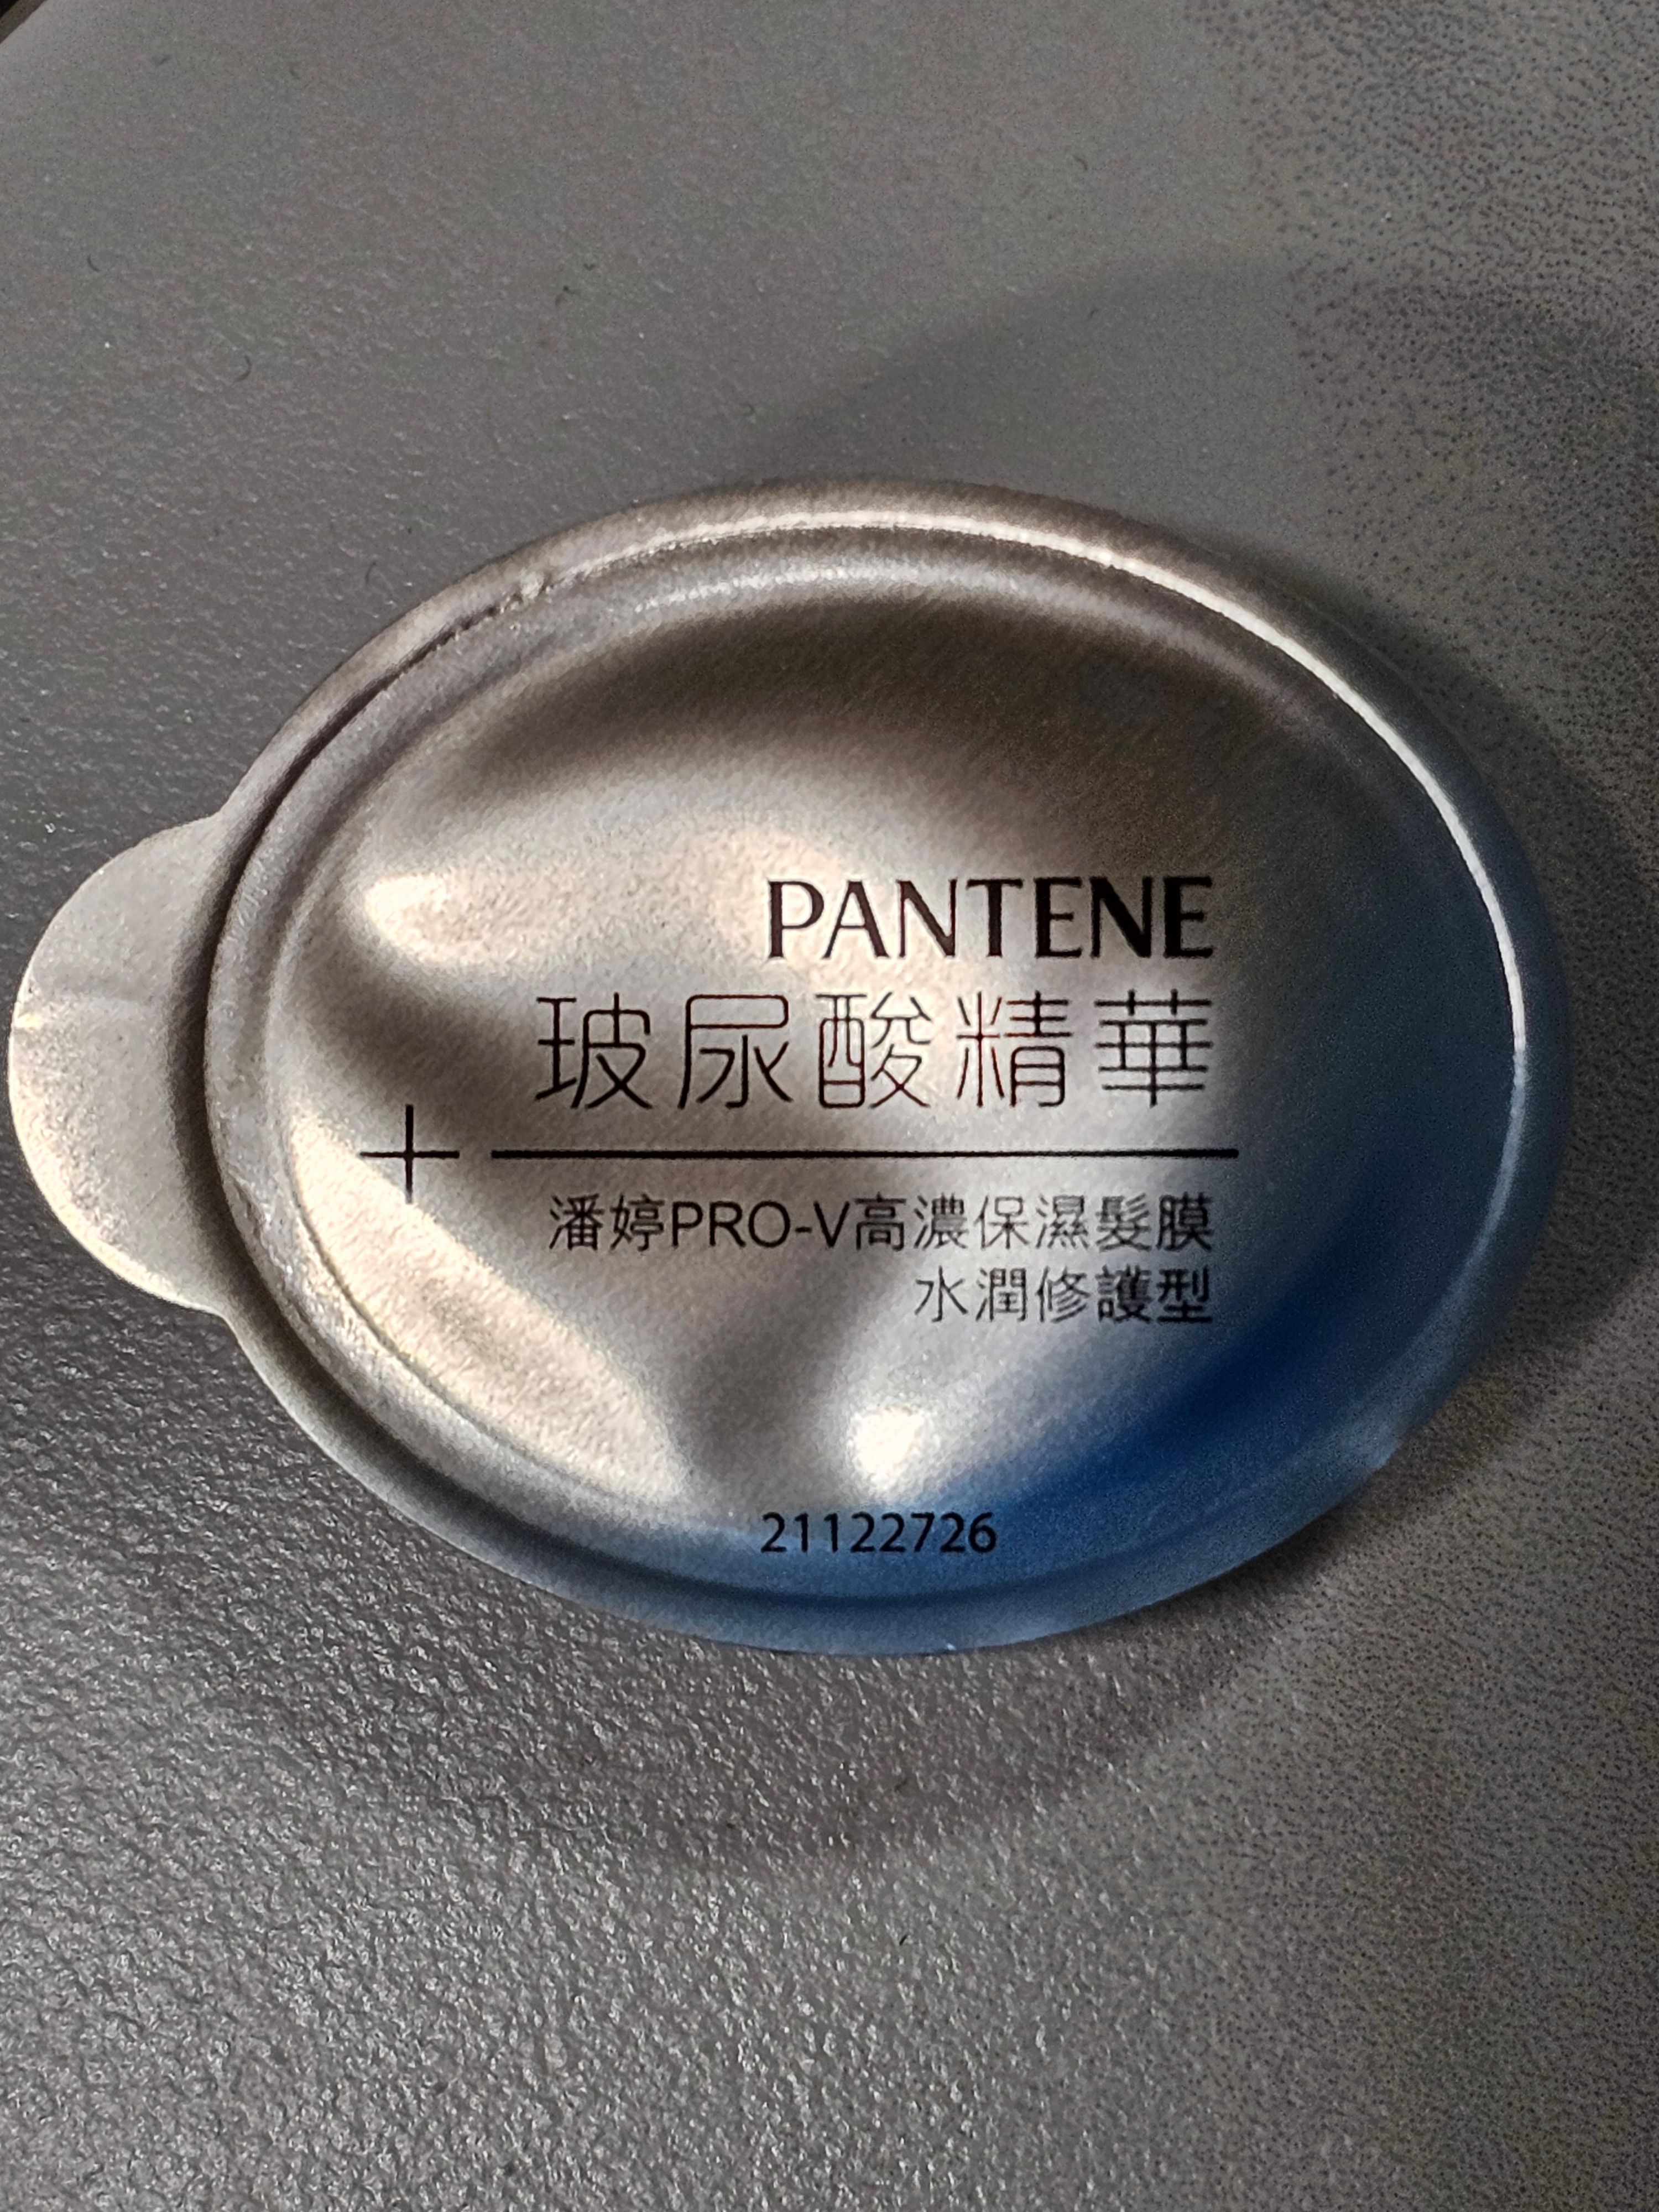 PANTENE
玻尿酸精華
+
潘婷PRO-V高濃保濕髮膜
水潤修護型
21122726